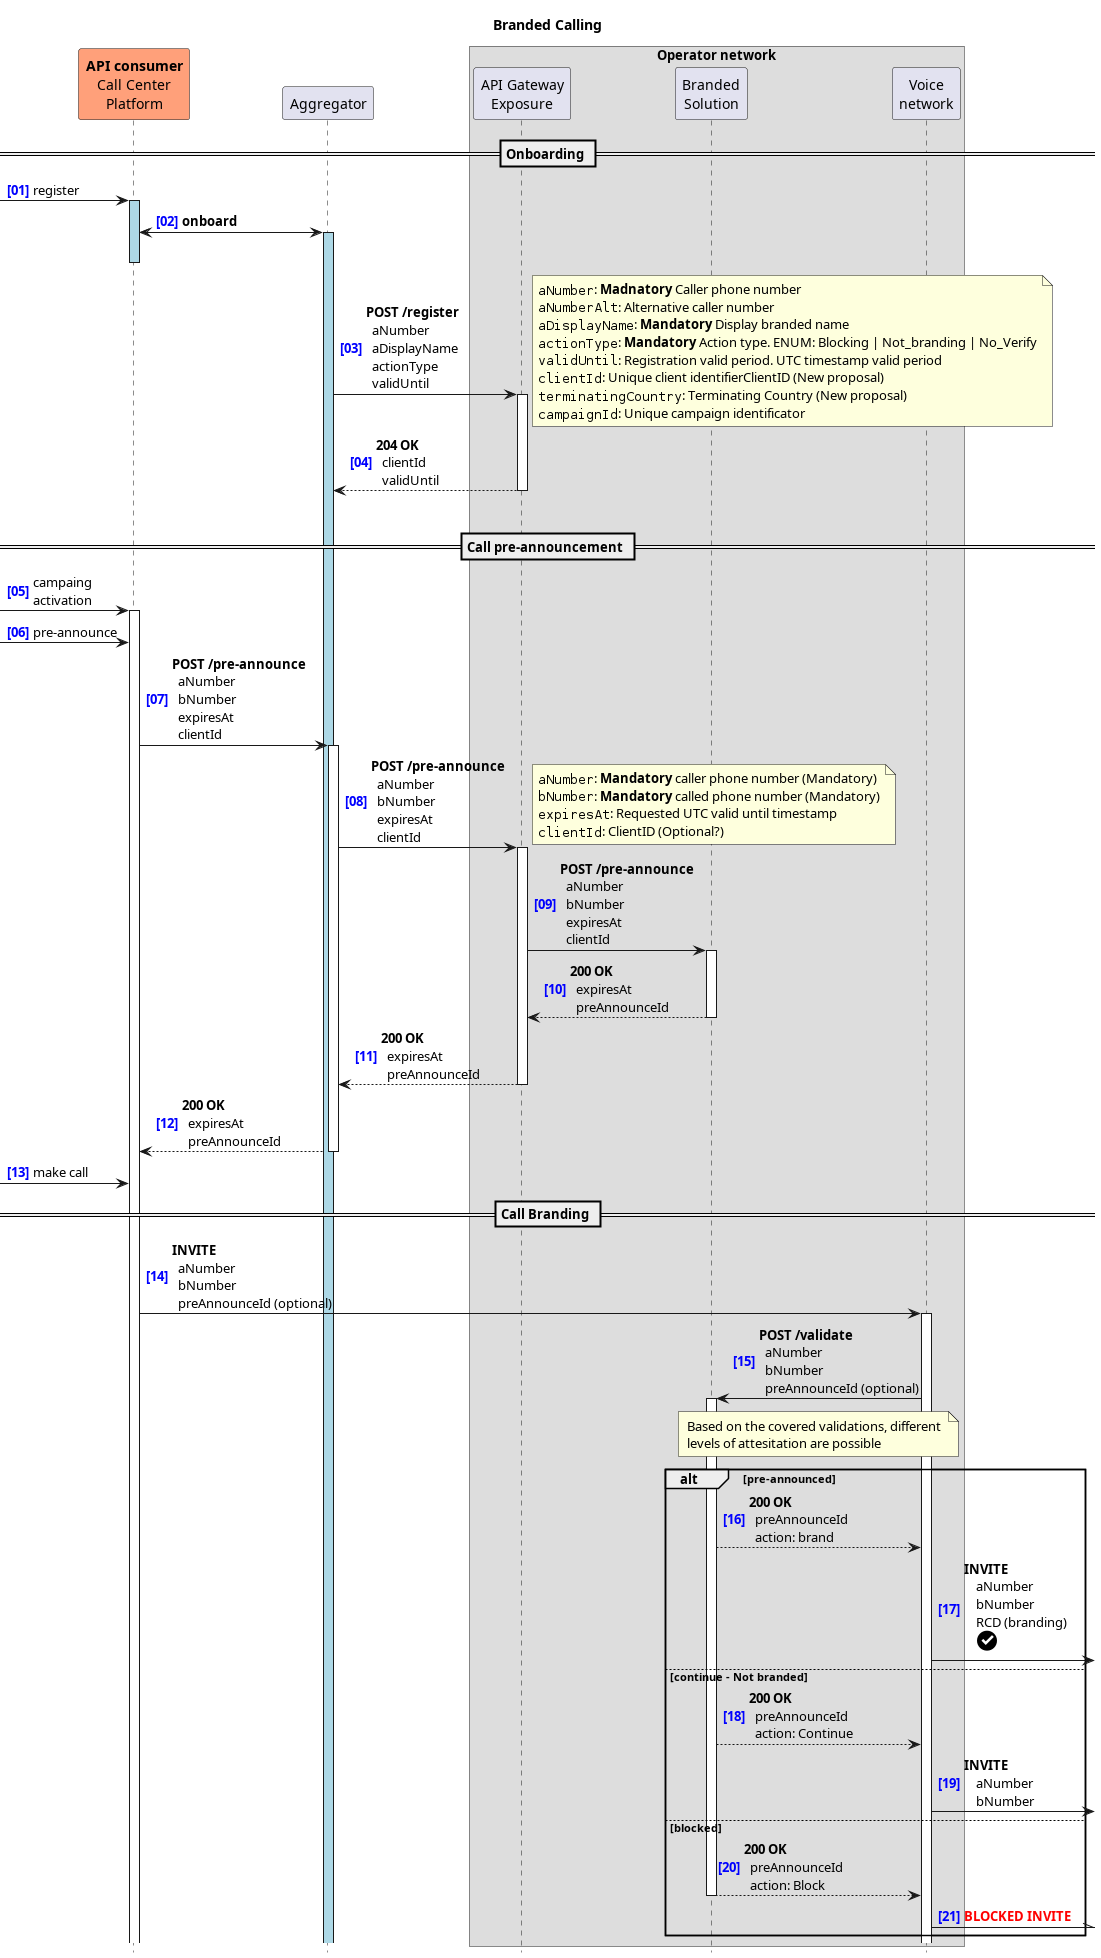 Branded Calling
Operator network
API consumer
Call Center
Platform
Aggregator
API Gateway
Exposure
Branded
Solution
Voice
network
Onboarding
[01] register
[02] onboard
aNumber: Madnatory Caller phone number
aNumberAlt: Alternative caller number
aDisplayName: Mandatory Display branded name
actionType: Mandatory Action type. ENUM: Blocking | Not_branding | No_Verify
validUntil: Registration valid period. UTC timestamp valid period
clientId: Unique client identifierClientID (New proposal)
terminatingCountry: Terminating Country (New proposal)
campaignId: Unique campaign identificator
POST /register
aNumber
[03] aDisplayName
actionType
validUntil
204 OK
[04] clientId
validUntil
Call pre-announcement
[05] campaing
activation
[06] pre-announce
POST /pre-announce
aNumber
[07] bNumber
expiresAt
clientId
POST /pre-announce
aNumber
[08] bNumber
expiresAt
clientId
aNumber: Mandatory caller phone number (Mandatory)
bNumber: Mandatory called phone number (Mandatory)
expiresAt: Requested UTC valid until timestamp
clientId: ClientID (Optional?)
POST /pre-announce
aNumber
[09] bNumber
expiresAt
clientId
200 OK
[10] expiresAt
preAnnounceId
200 OK
[11] expiresAt
preAnnounceId
200 OK
[12] expiresAt
preAnnounceId
[13] make call
Call Branding
INVITE
[14] aNumber
bNumber
preAnnounceId (optional)
POST /validate
[15] aNumber
bNumber
preAnnounceId (optional)
Based on the covered validations, different
levels of attesitation are possible
alt [pre-announced]
200 OK
[16] preAnnounceId
action: brand
INVITE
aNumber
[17] bNumber
RCD (branding)
[continue - Not branded]
200 OK
[18] preAnnounceId
action: Continue
INVITE
[19] aNumber
bNumber
[blocked]
200 OK
[20] preAnnounceId
action: Block
[21] BLOCKED INVITE